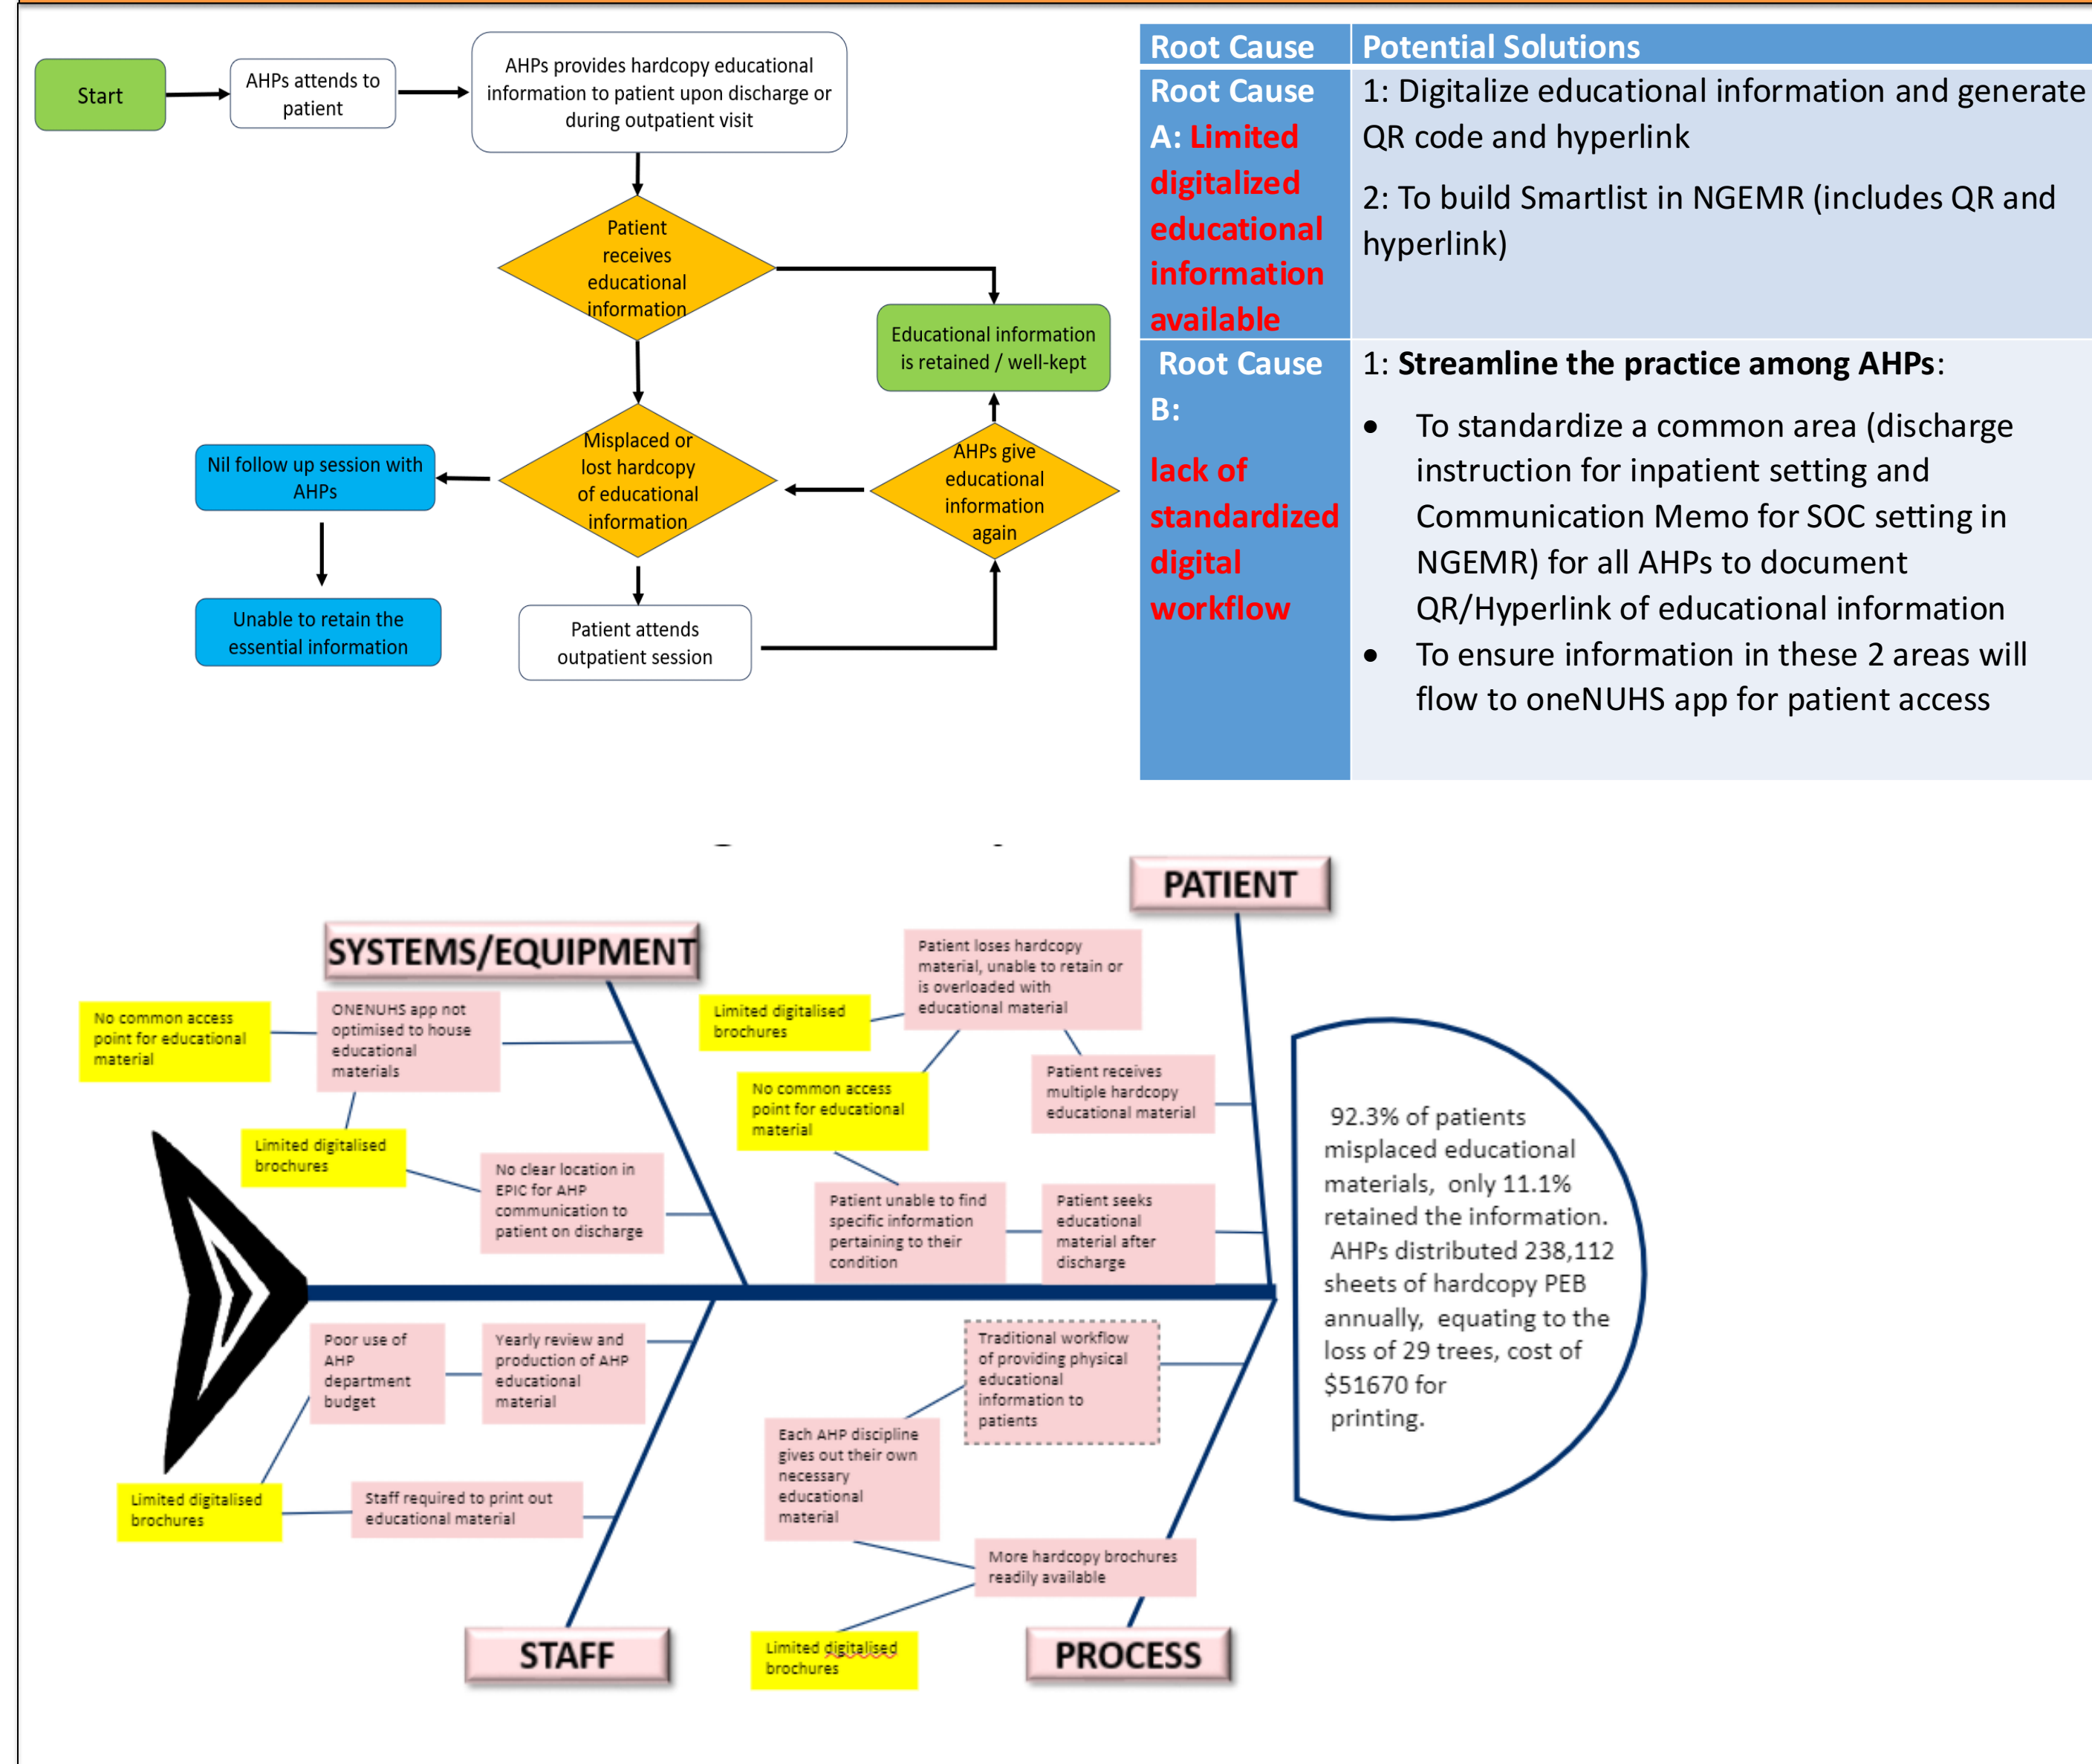 Start
AHPs attends to
patient
AHPs provides hardcopy educational
information to patient upon discharge or
during outpatient visit
Patient
receives
educational
information
Educational information
is retained / well-kept
Misplaced or
lost hardcopy
of educational
information
Nil follow up session with
AHPs
AHPs give
educational
information
again
Unable to retain the
essential information
Patient attends
outpatient session
Root Cause
Potential Solutions
Root Cause
A: Limited
digitalized
educational
information
available
1: Digitalize educational information and generate
QR code and hyperlink
2: To build Smartlist in NGEMR (includes QR and
hyperlink)
Root Cause
B:
lack of
standardized
digital
workflow
1: Streamline the practice among AHPs:
• To standardize a common area (discharge
instruction for inpatient setting and
Communication Memo for SOC setting in
NGEMR) for all AHPs to document
QR/Hyperlink of educational information
• To ensure information in these 2 areas will
flow to oneNUHS app for patient access
SYSTEMS/EQUIPMENT
No common access
point for educational
material
ONENUHS app not
optimised to house
educational
materials
Limited digitalised
brochures
No clear location in
EPIC for AHP
communication to
patient on discharge
PATIENT
Patient loses hardcopy
material, unable to retain or
is overloaded with
educational material
Limited digitalised
brochures
No common access
point for educational
material
Patient receives
multiple hardcopy
educational material
Patient unable to find
specific information
pertaining to their
condition
Patient seeks
educational
material after
discharge
92.3% of patients
misplaced educational
materials, only 11.1%
retained the information.
AHPs distributed 238,112
sheets of hardcopy PEB
annually, equating to the
loss of 29 trees, cost of
$51670 for
printing.
Poor use of
AHP
department
budget
Yearly review and
production of AHP
educational
material
Limited digitalised
brochures
Staff required to print out
educational material
STAFF
Traditional workflow
of providing physical
educational
information to
patients
Each AHP discipline
gives out their own
necessary
educational
material
More hardcopy brochures
readily available
Limited digitalised
brochures
PROCESS